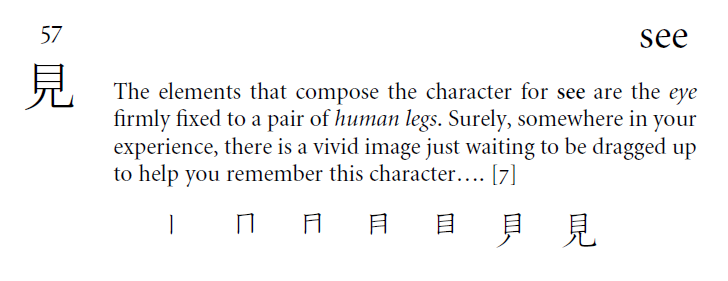 57
see
見
The elements that compose the character for see are the eye
firmly fixed to a pair of human legs. Surely, somewhere in your
experience, there is a vivid image just waiting to be dragged up
to help you remember this character…. [7]
丨 冂 月 月 目 見 見